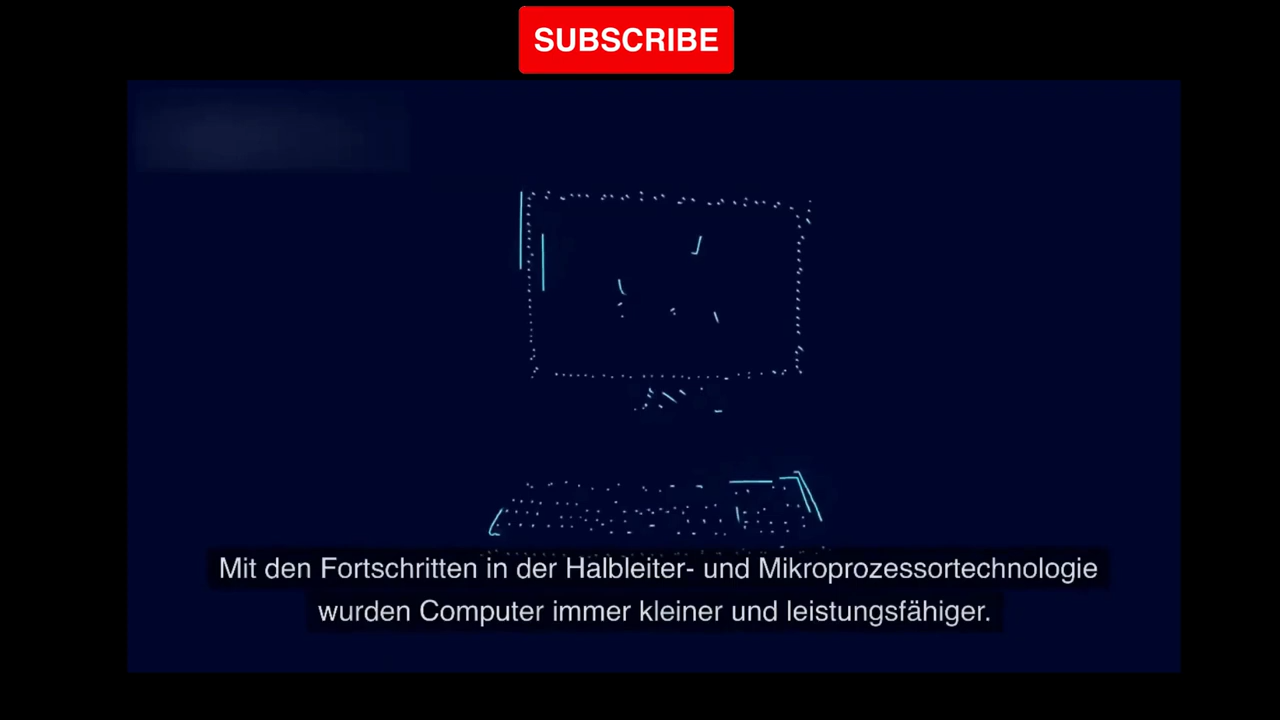 SUBSCRIBE
Mit den Fortschritten in der Halbleiter- und Mikroprozessortechnologie
wurden Computer immer kleiner und leistungsfähiger.